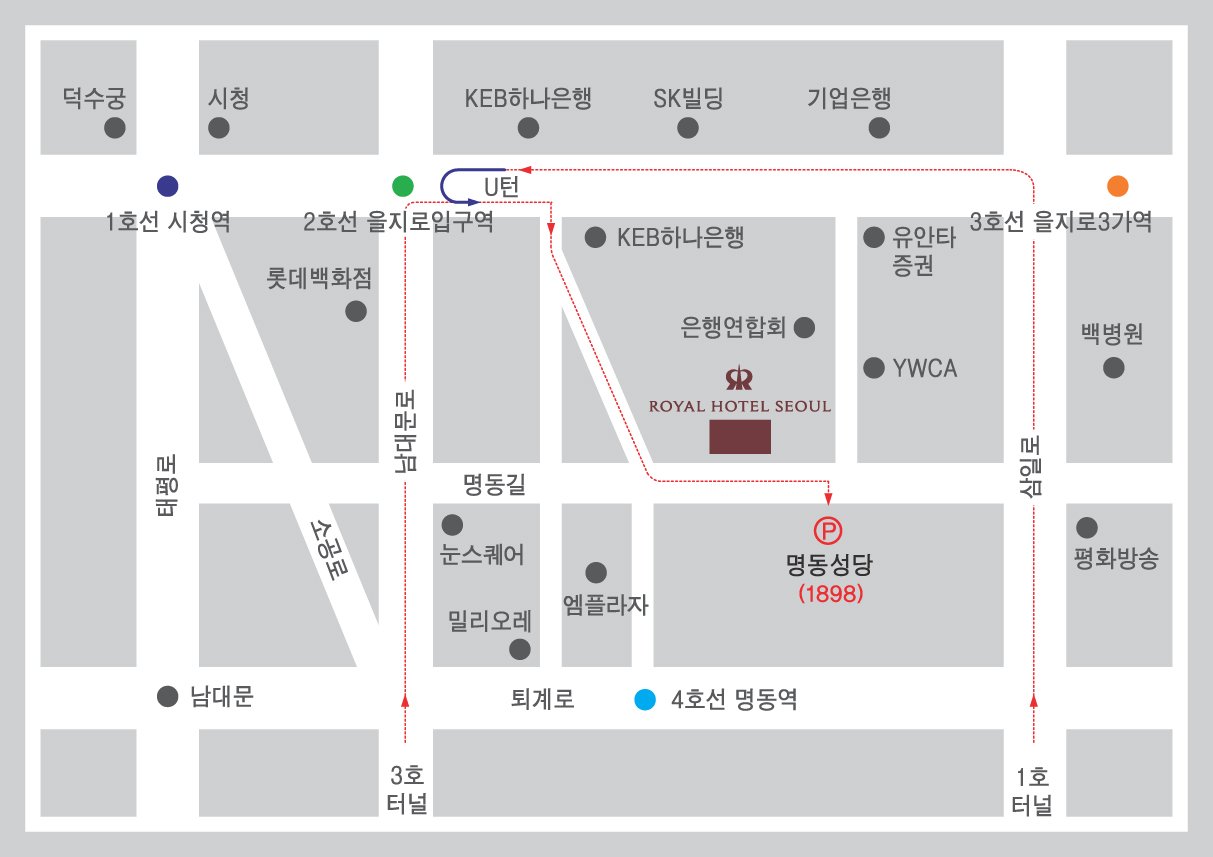 덕수궁
시청
KEB하나은행
SK빌딩
기업은행
U턴
1호선 시청역
2호선 을지로입구역
3호선 을지로3가역
KEB하나은행
유안타
증권
롯데백화점
은행연합회
백병원
YWCA
ROYAL HOTEL SEOUL
남대문로
태평로
삼일로
명동길
소공로
눈스퀘어
P
명동성당
(1898)
평화방송
엠플라자
밀리오레
남대문
퇴계로
4호선 명동역
3호
터널
1호
터널